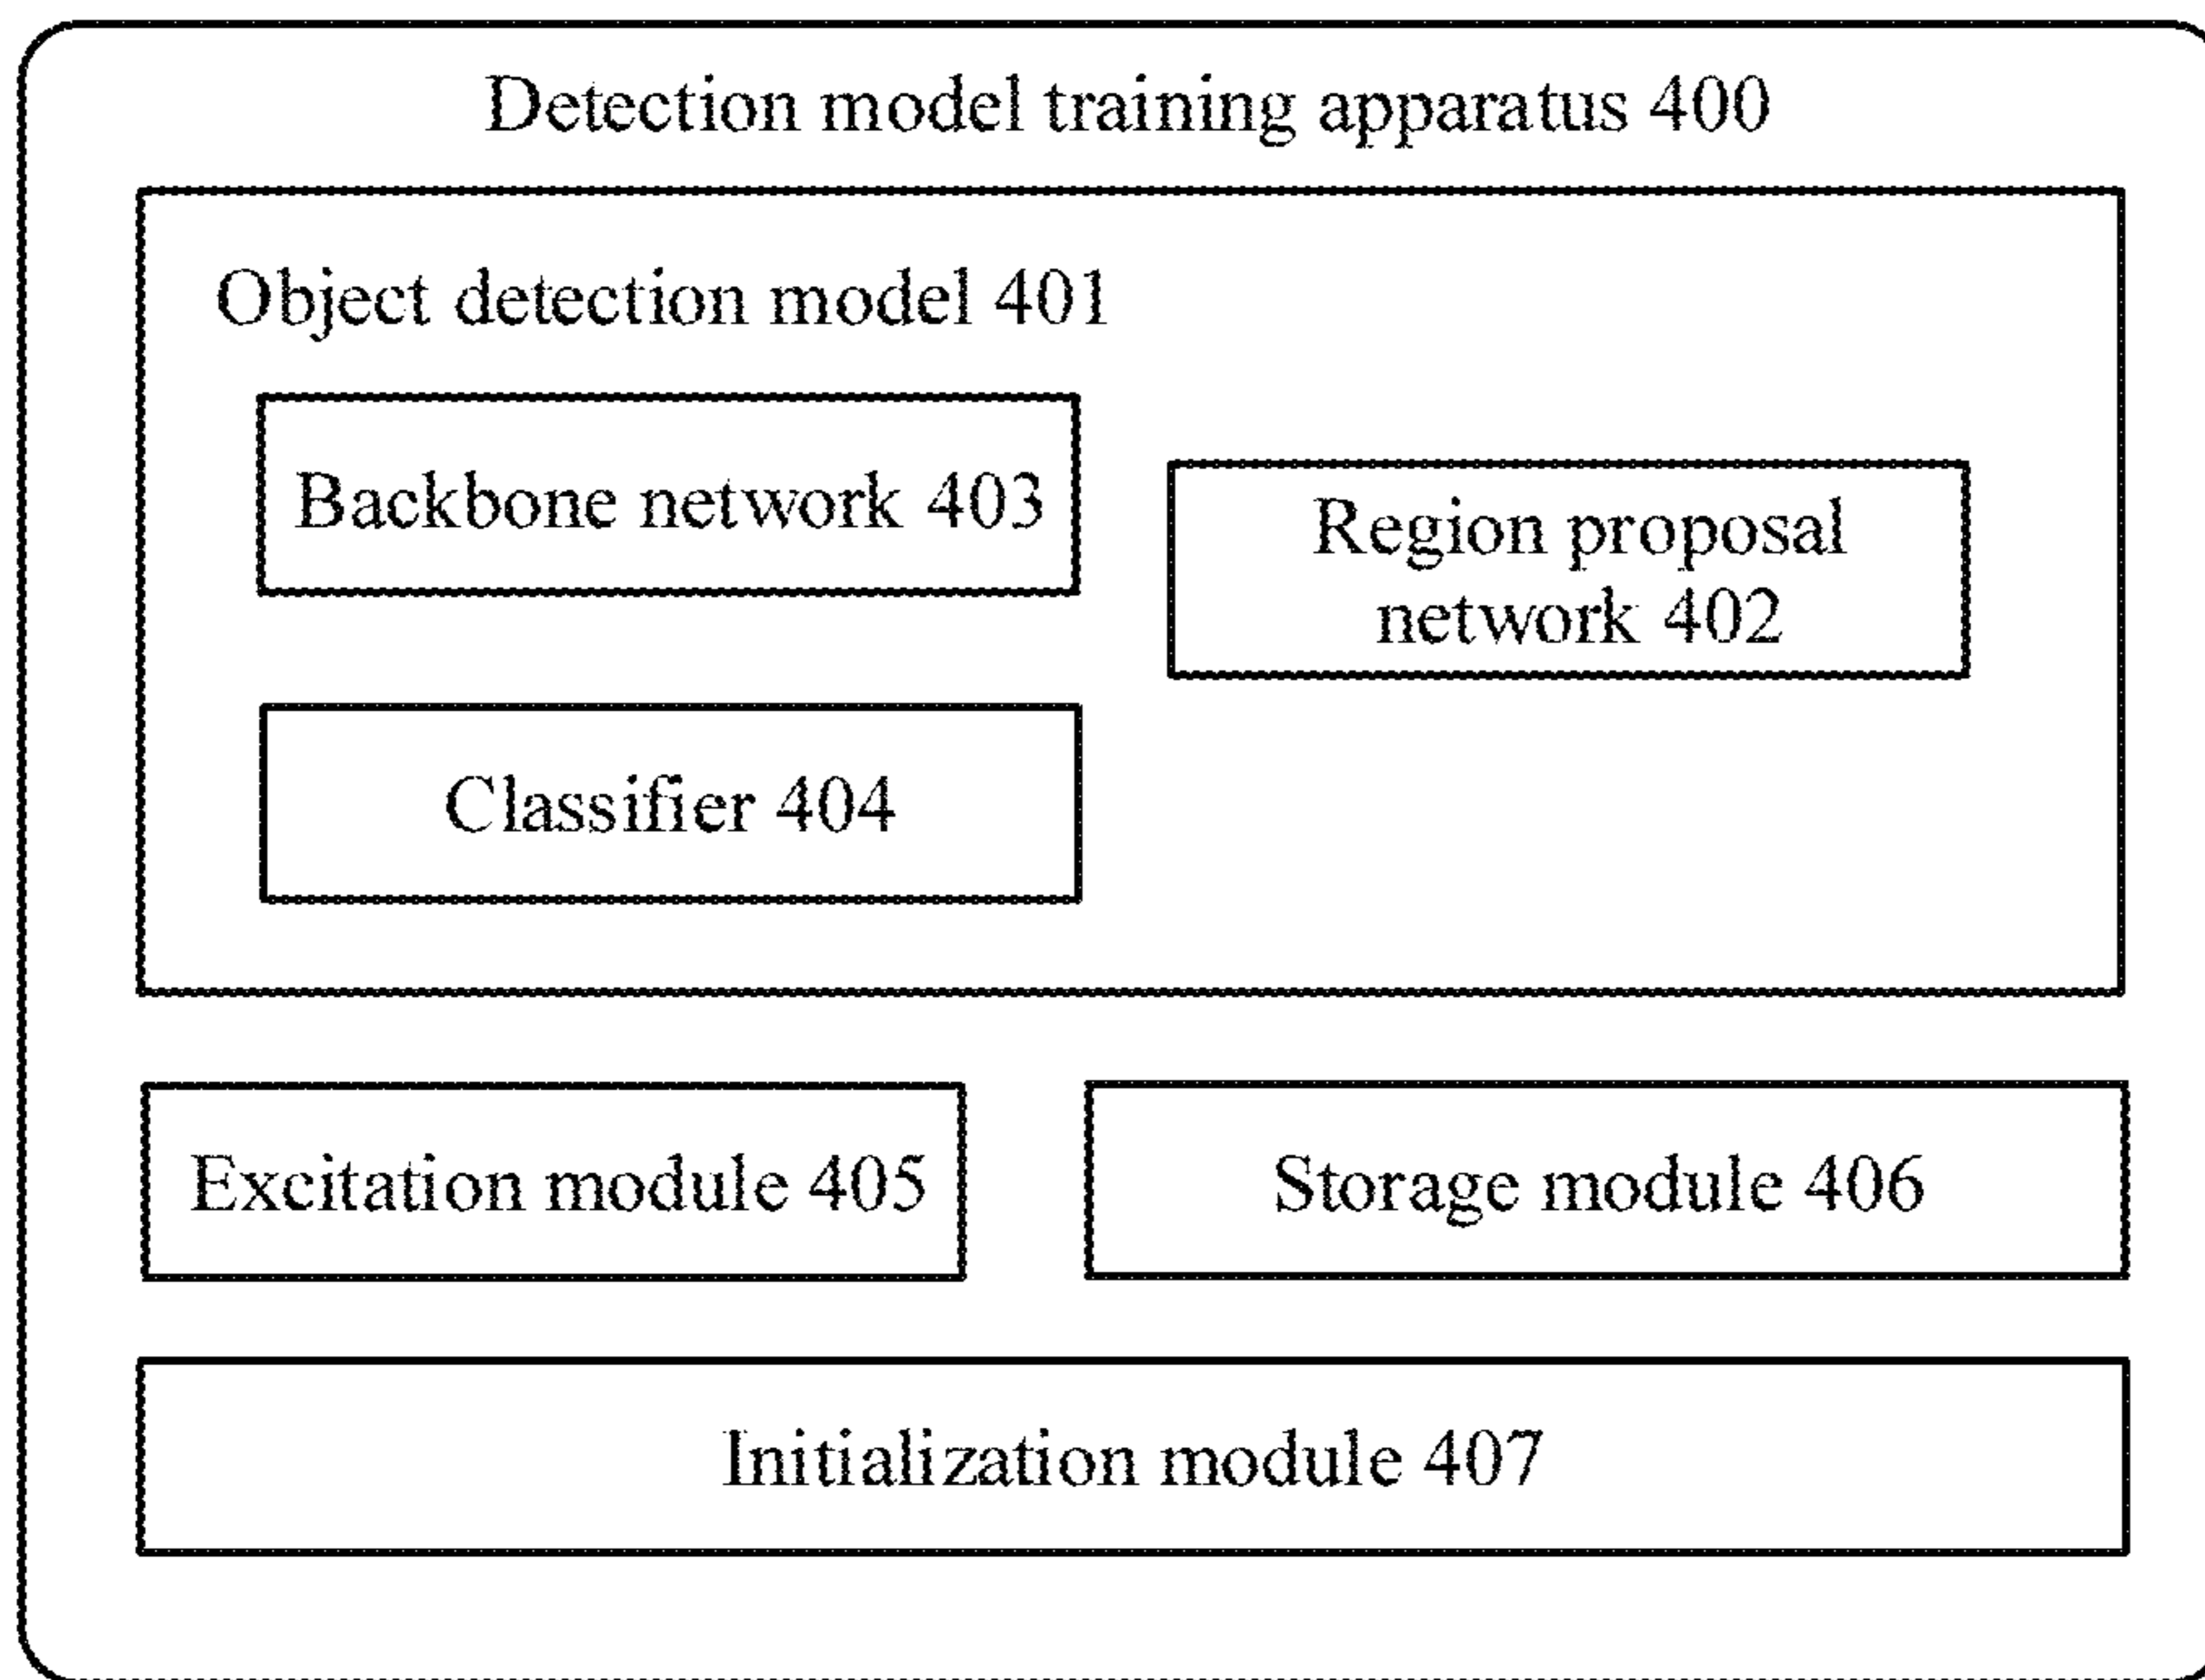 Detection model training apparatus 400
Object detection model 401
Backbone network 403
Region proposal
network 402
Classifier 404
Excitation module 405
Storage module 406
Initialization module 407